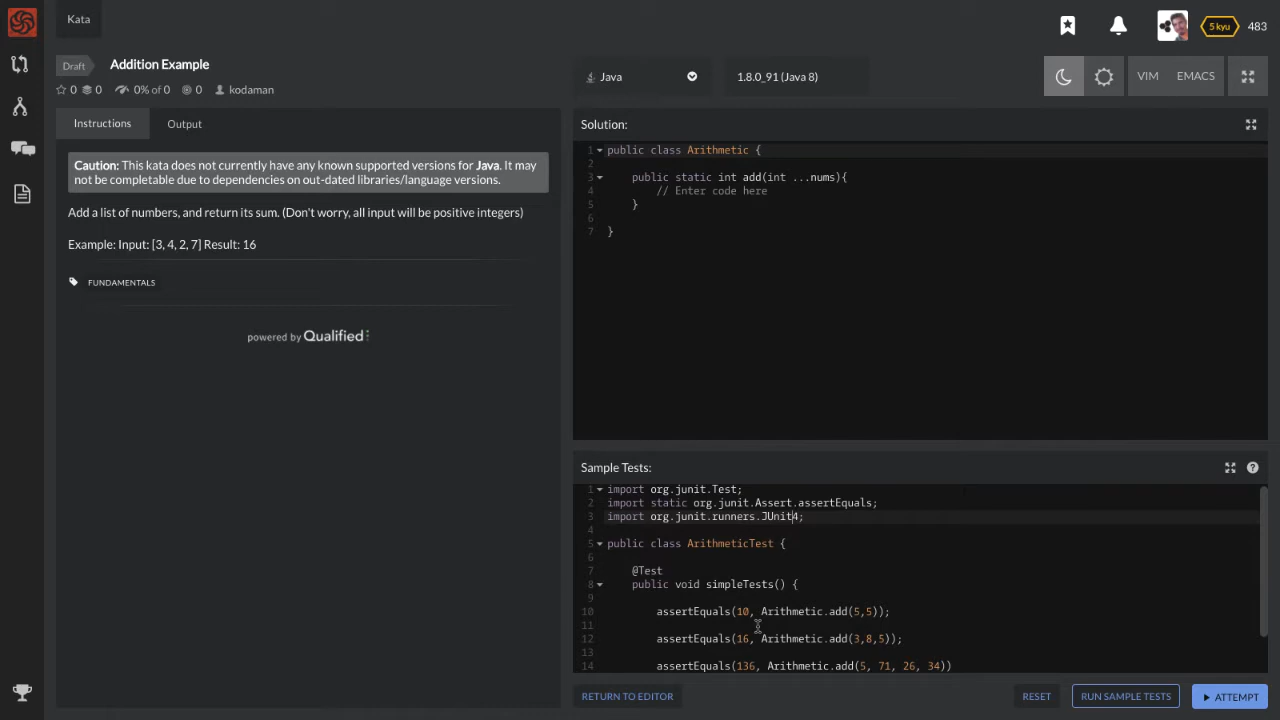 Kata
5 kyu 483
Draft Addition Example
0 0 0% of 0 0 kodaman
Java 1.8.0_91 (Java 8) VIM EMACS
Instructions Output
Caution: This kata does not currently have any known supported versions for Java. It may
not be completable due to dependencies on out-dated libraries/language versions.
Add a list of numbers, and return its sum. (Don't worry, all input will be positive integers)
Example: Input: [3, 4, 2, 7] Result: 16
FUNDAMENTALS
powered by Qualified
Solution:
1 public class Arithmetic {
2
3 public static int add(int ...nums){
4 // Enter code here
5 }
6
7 }
Sample Tests:
1 import org.junit.Test;
2 import static org.junit.Assert.assertEquals;
3 import org.junit.runners.JUnit4;
4
5 public class ArithmeticTest {
6
7 @Test
8 public void simpleTests() {
9
10 assertEquals(10, Arithmetic.add(5,5));
11
12 assertEquals(16, Arithmetic.add(3,8,5));
13
14 assertEquals(136, Arithmetic.add(5, 71, 26, 34))
RETURN TO EDITOR RESET RUN SAMPLE TESTS ATTEMPT